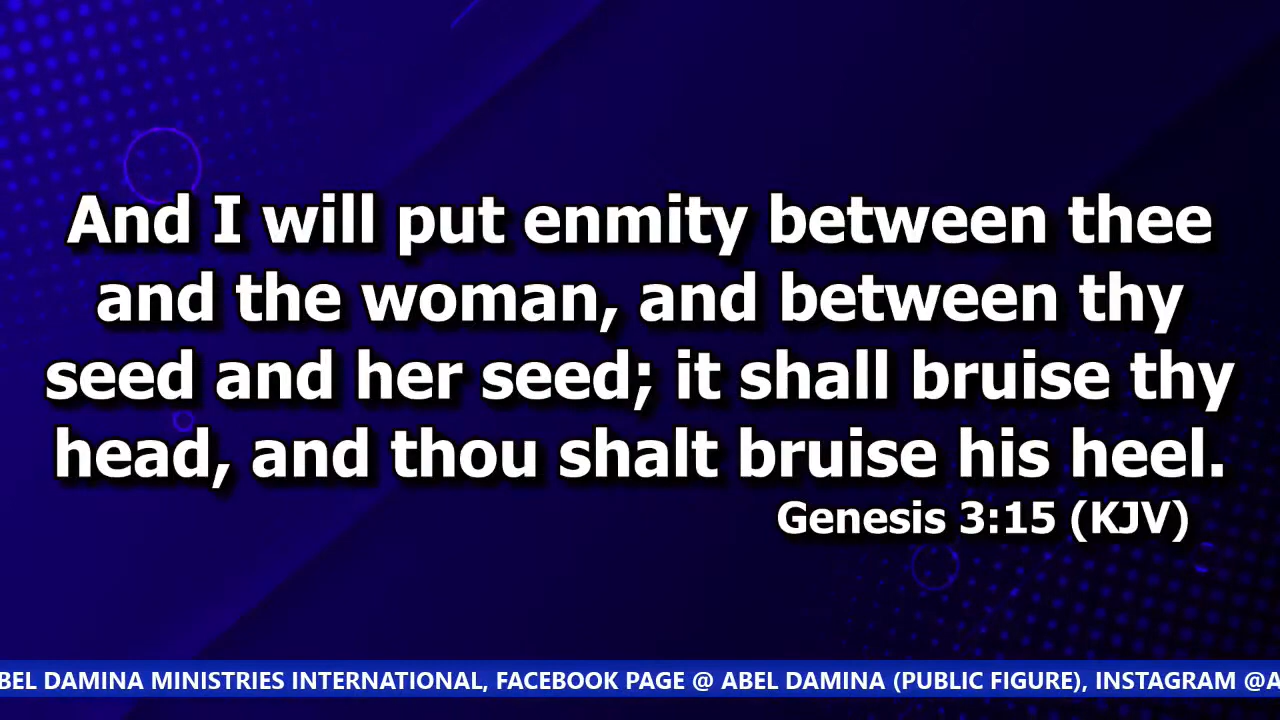 And I will put enmity between thee
and the woman, and between thy
seed and her seed; it shall bruise thy
head, and thou shalt bruise his heel.
Genesis 3:15 (KJV)
BEL DAMINA MINISTRIES INTERNATIONAL, FACEBOOK PAGE @ ABEL DAMINA (PUBLIC FIGURE), INSTAGRAM @A